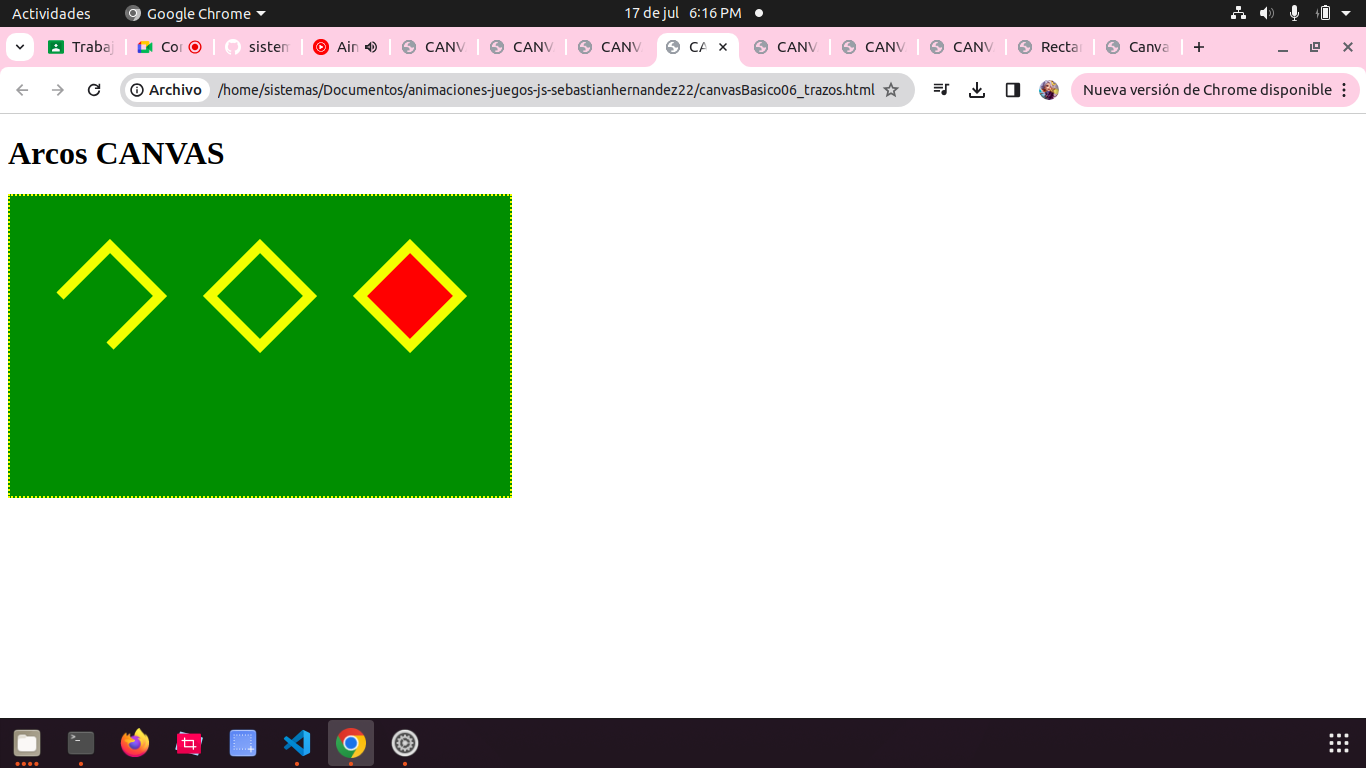 Actividades Google Chrome 17 de jul 6:16 PM
Trabaj Cor sistem Ain CANV CANV CANV CA CANV CANV CANV Rectar Canva
Archivo /home/sistemas/Documentos/animaciones-juegos-js-sebastianhernandez22/canvasBasico06_trazos.html Nueva versión de Chrome disponible
Arcos CANVAS